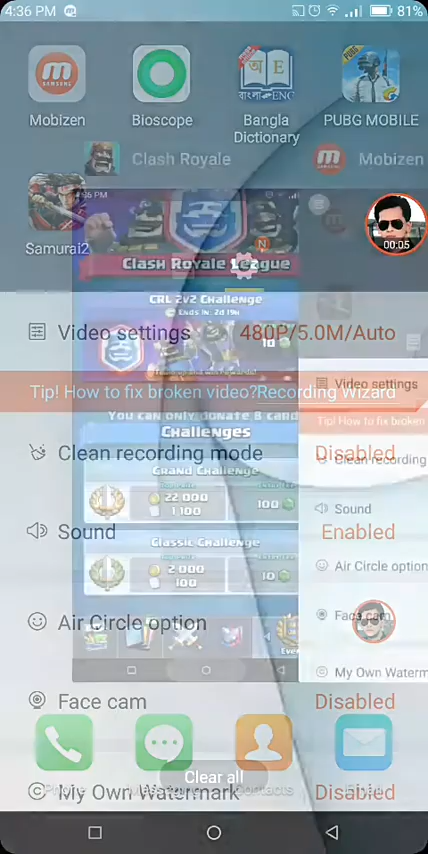 4:36 PM
81%
Mobizen
Bioscope
Bangla Dictionary
PUBG MOBILE
বাংলা-ENG
Clash Royale
Mobizen
Samurai2
00:05
Clash Royale League
CRL 2v2 Challenge
Ends in: 2d 19h
10
Video settings
480P/5.0M/Auto
Video settings
Tip! How to fix broken video?Recording Wizard
Tip! How to fix broken
You can only donate 8 card
Challenges
Clean recording mode
Disabled
Clean recording
Grand Challenge
22 000
1 100
100
Sound
Enabled
Sound
Classic Challenge
2 000
100
10
Air Circle option
Air Circle option
Face cam
Disabled
Face cam
My Own Waterm
Clear all
My Own Watermark
Disabled
Contacts